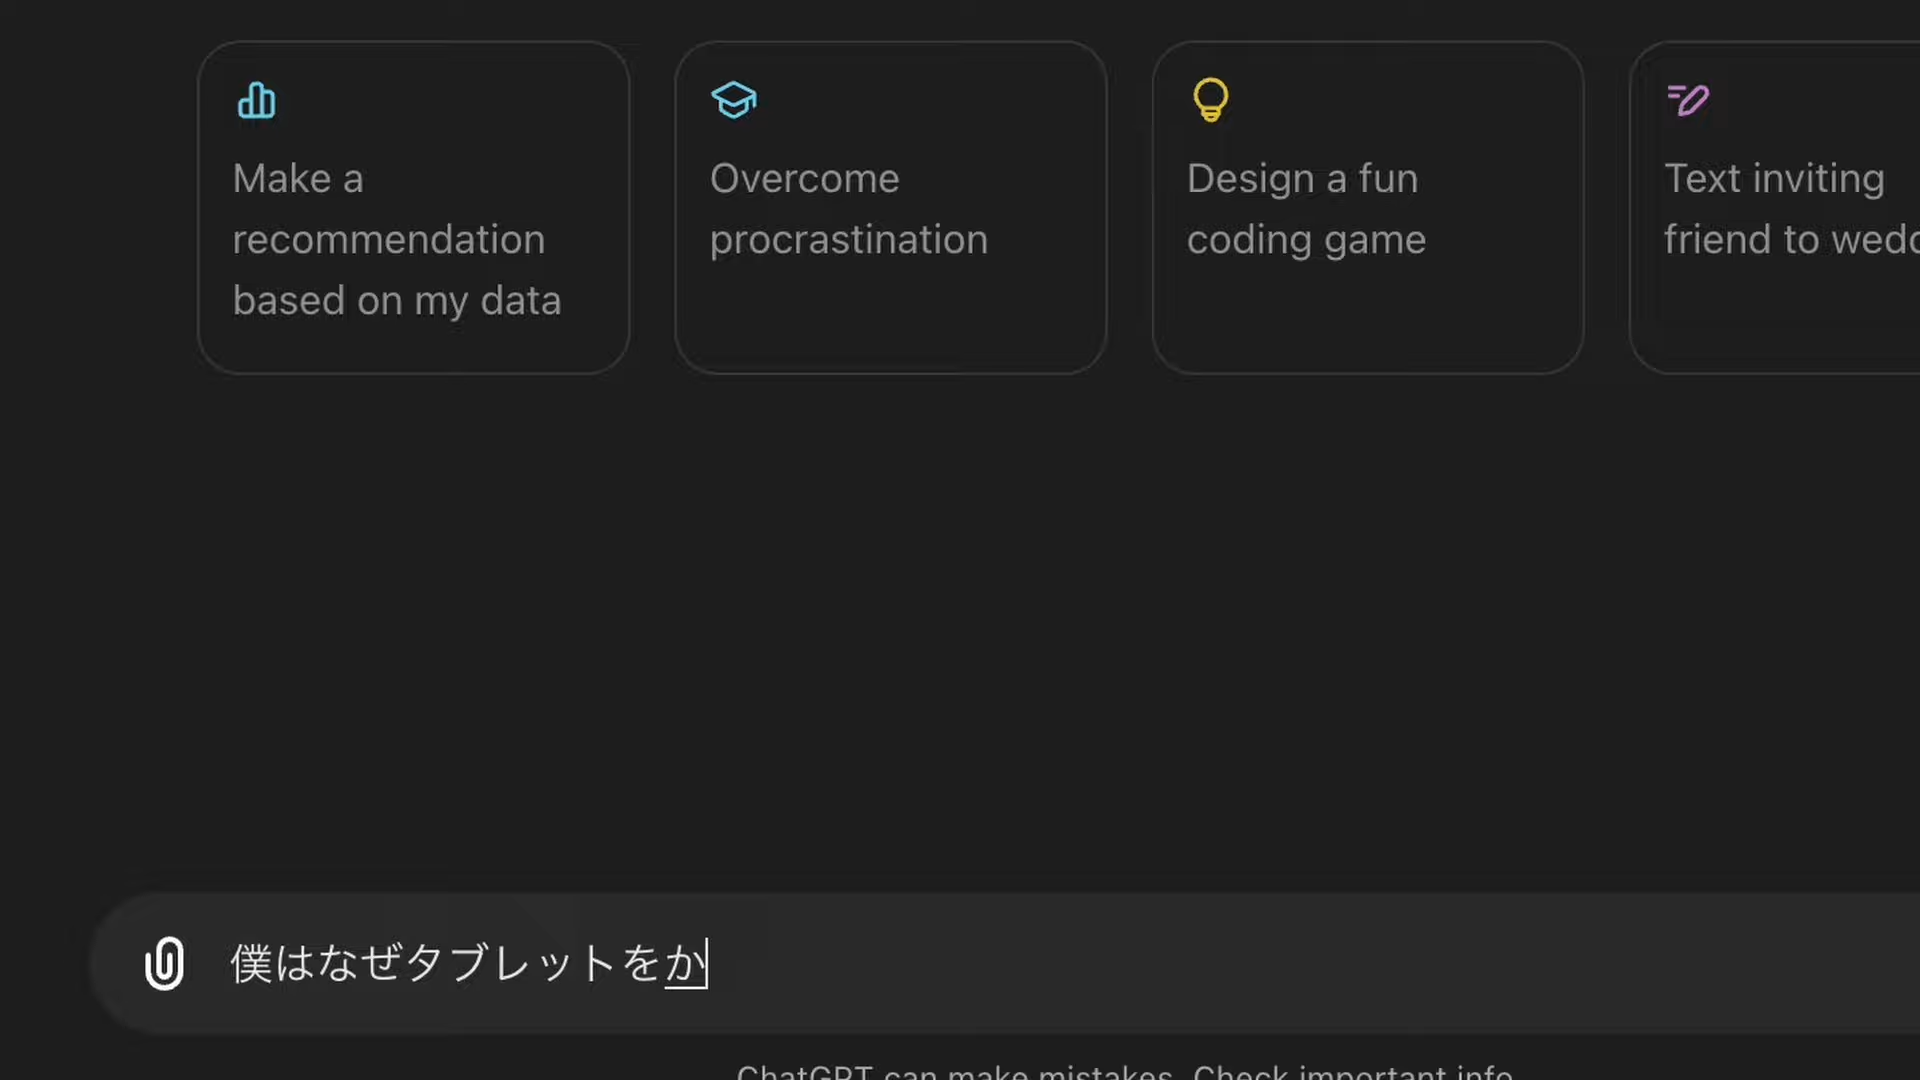 Make a
recommendation
based on my data
Overcome
procrastination
Design a fun
coding game
Text inviting
friend to
僕はなぜタブレットをか
ChatGPT can make mistakes. Check important info.